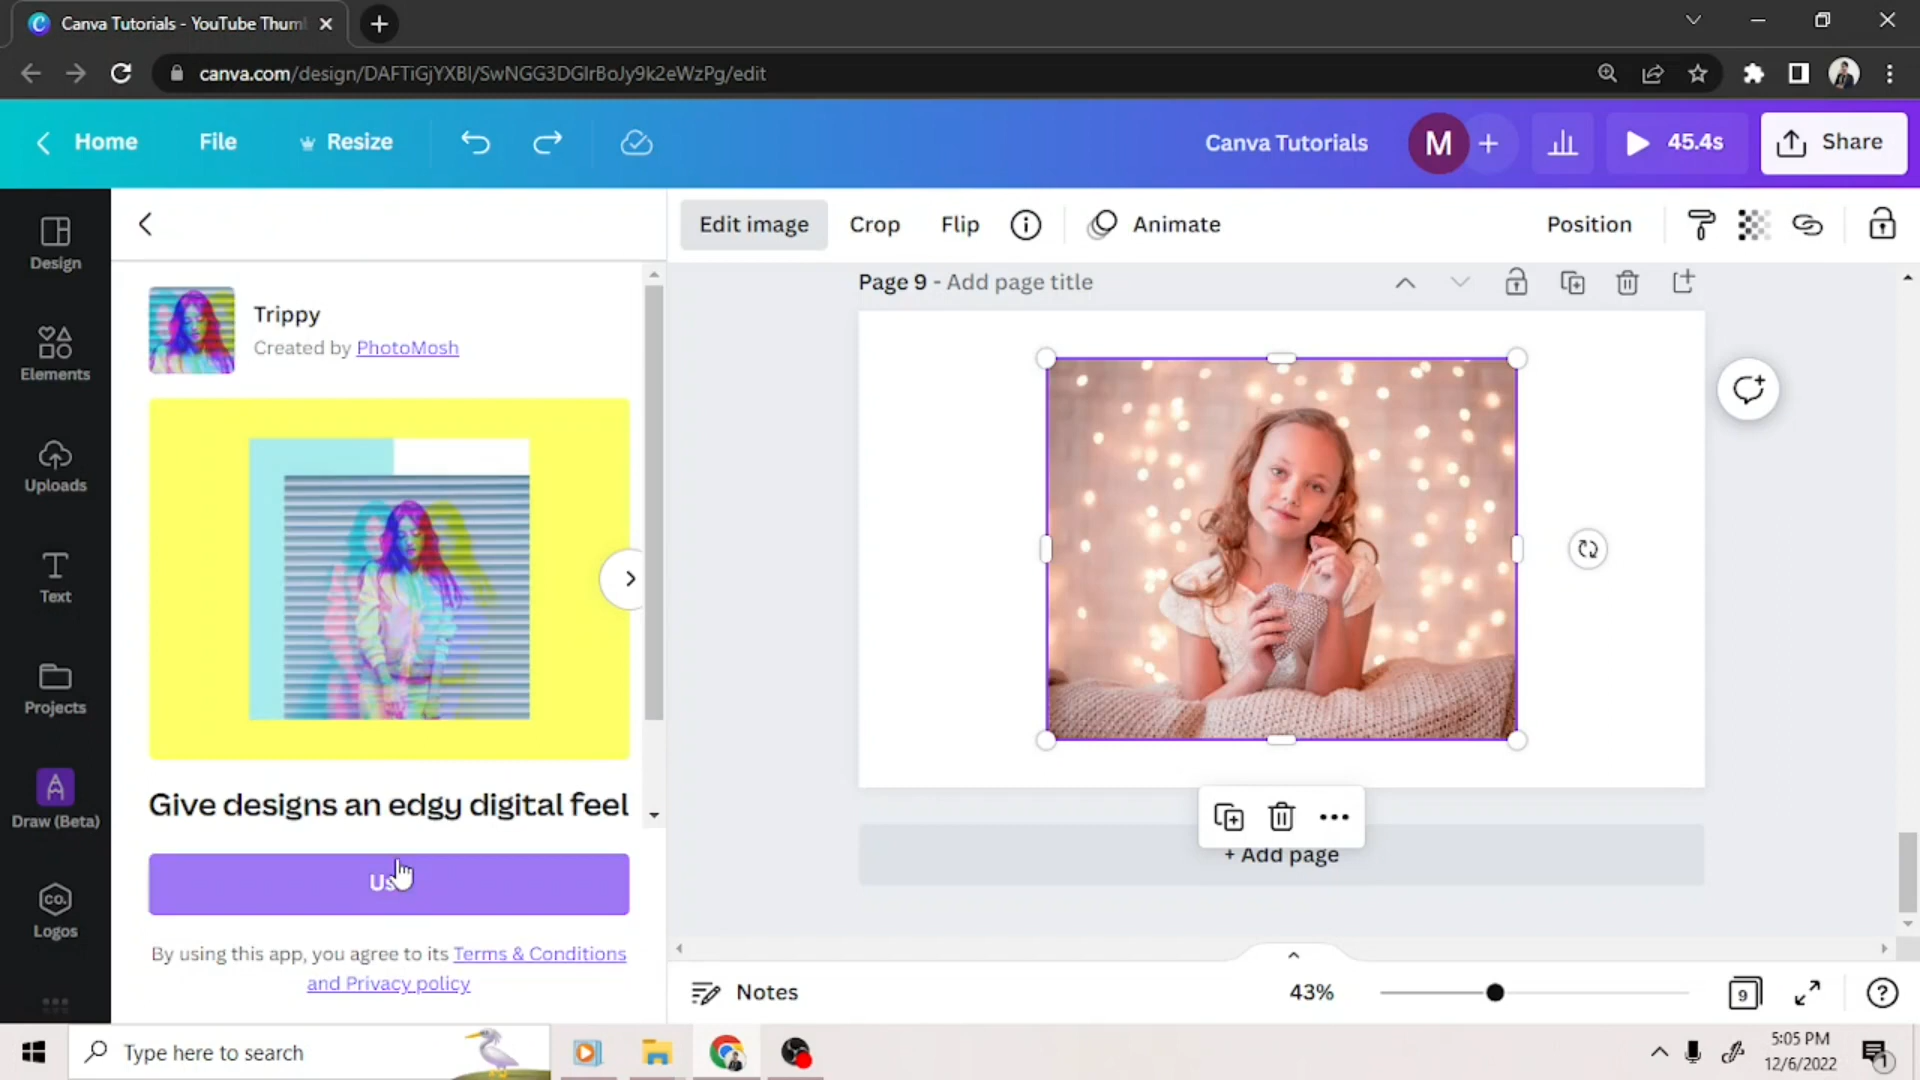 Canva Tutorials - YouTube Thum
canva.com/design/DAFTiGjYXBI/SwNGG3DGIrBoJy9k2eWzPg/edit
Home
File
Resize
Canva Tutorials
M
45.4s
Share
Edit image
Crop
Flip
Animate
Position
Design
Elements
Uploads
Text
Projects
Draw (Beta)
CO.
Logos
Trippy
Created by PhotoMosh
Give designs an edgy digital feel
Us
By using this app, you agree to its Terms & Conditions
and Privacy policy
Page 9 - Add page title
+ Add page
Notes
43%
9
Type here to search
5:05 PM
12/6/2022
1